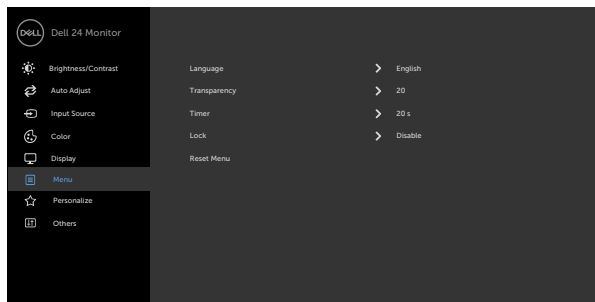 DELL Dell 24 Monitor
Brightness/Contrast Language English
Auto Adjust Transparency 20
Input Source Timer 20 s
Color Lock Disable
Display Reset Menu
Menu
Personalize
Others